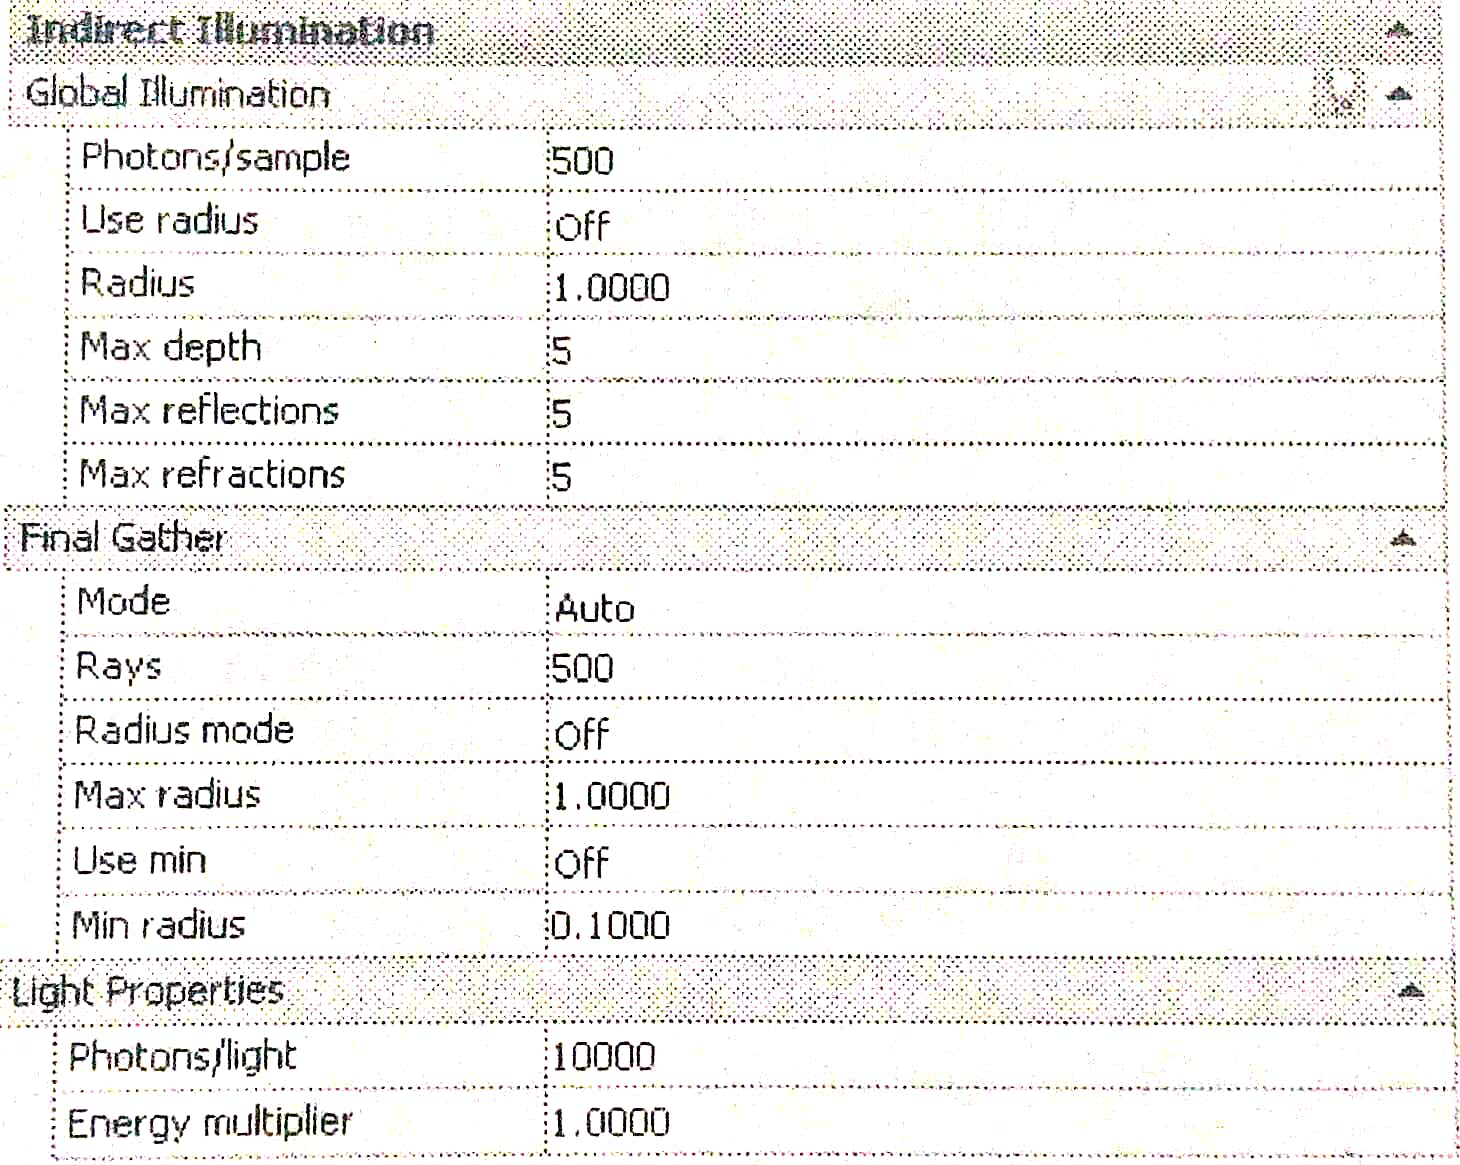 Indirect Illumination
Global Illumination
Photons/sample 500
Use radius Off
Radius 1.0000
Max depth 5
Max reflections 5
Max refractions 5
Final Gather
Mode Auto
Rays 500
Radius mode Off
Max radius 1.0000
Use min Off
Min radius 0.1000
Light Properties
Photons/light 10000
Energy multiplier 1.0000